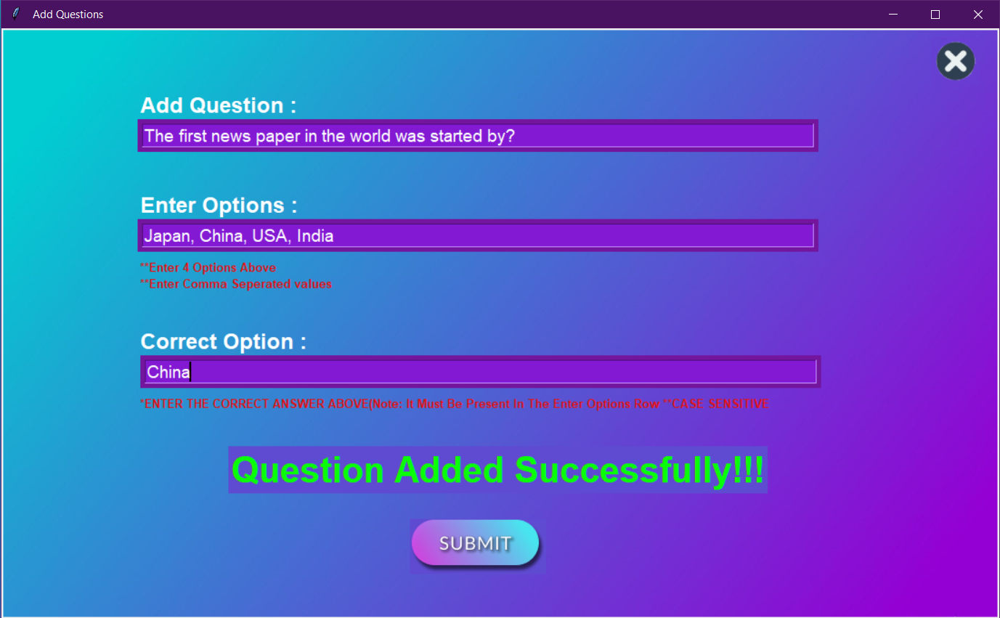 Add Questions
Add Question :
The first news paper in the world was started by?
Enter Options :
Japan, China, USA, India
**Enter 4 Options Above
**Enter Comma Seperated values
Correct Option :
China
*ENTER THE CORRECT ANSWER ABOVE(Note: It Must Be Present In The Enter Options Row **CASE SENSITIVE
Question Added Successfully!!!
SUBMIT